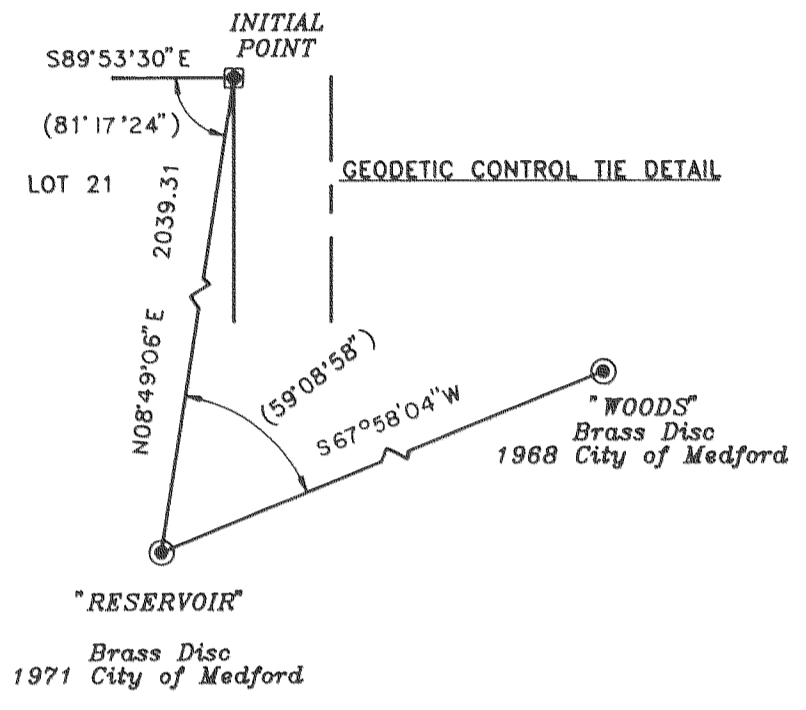 INITIAL
POINT
S89°53'30"E
(81°17'24")
LOT 21
2039.31
GEODETIC CONTROL TIE DETAIL
N08°49'06"E
(59°08'58")
S67°58'04"W
"WOODS"
Brass Disc
1968 City of Medford
"RESERVOIR"
Brass Disc
1971 City of Medford